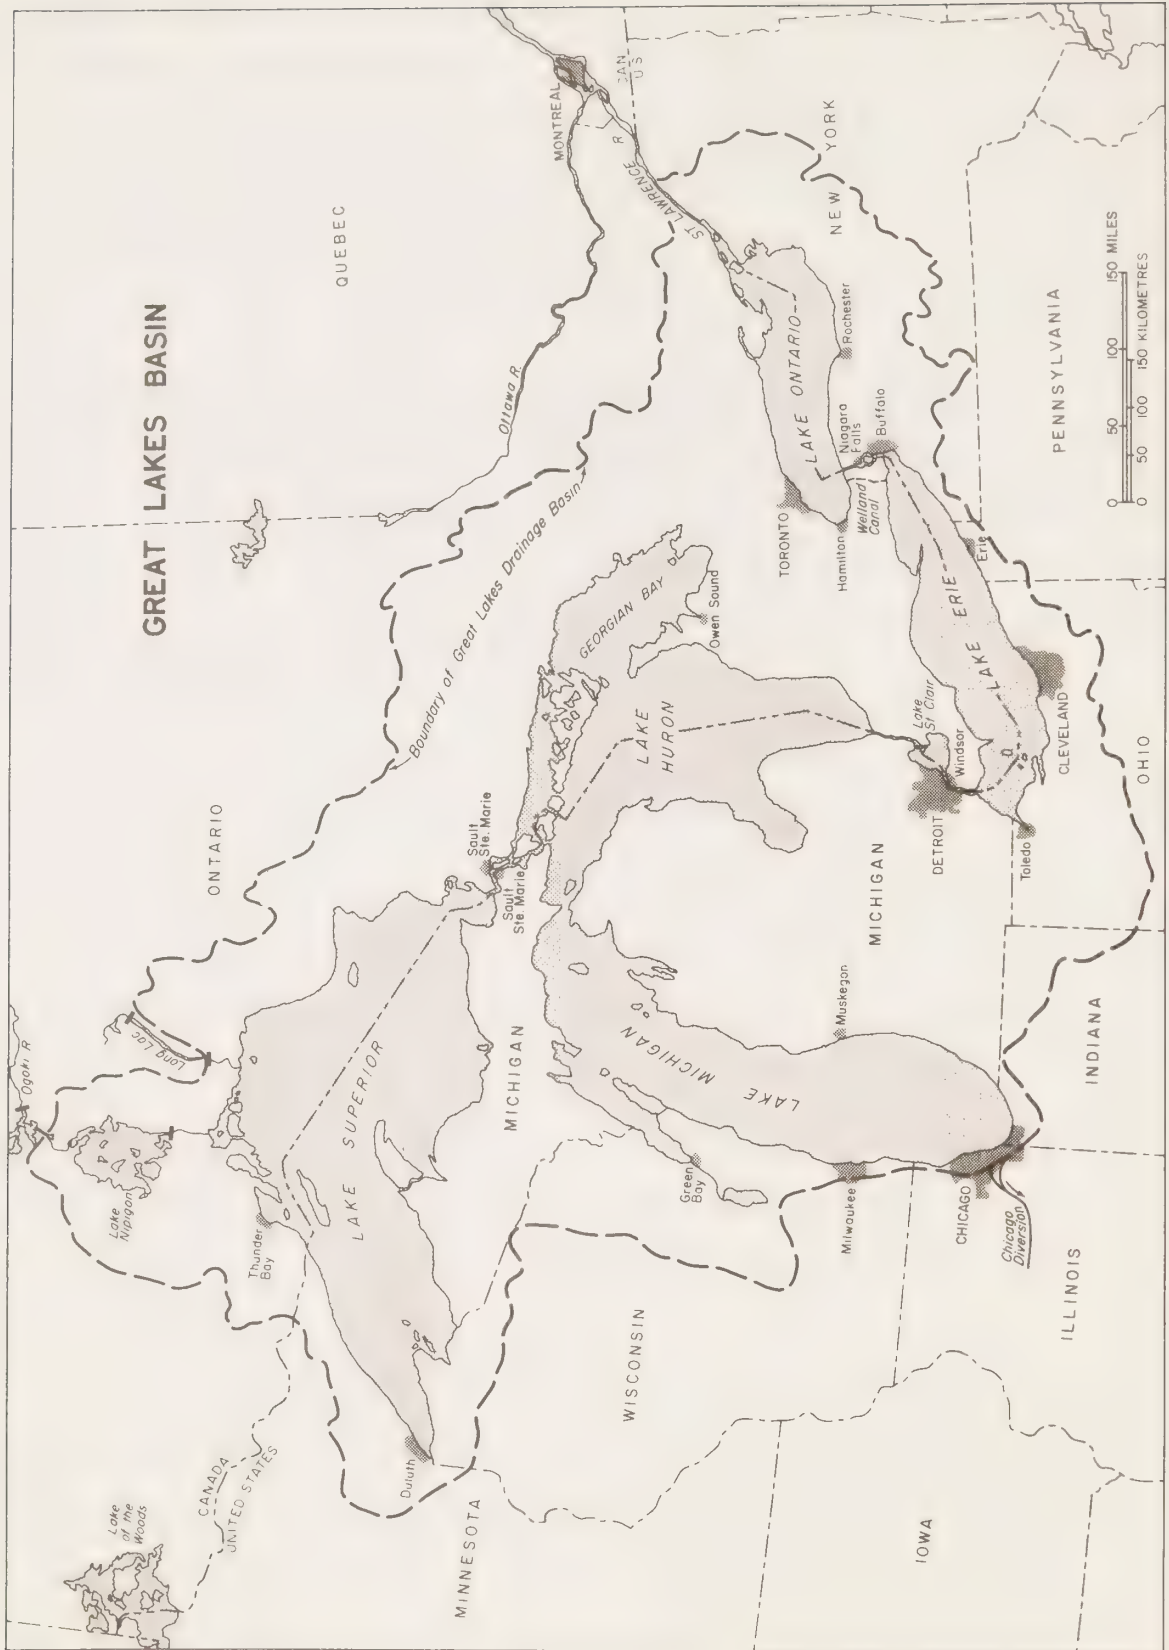 GREAT LAKES BASIN
Lake
of the
Woods
CANADA
UNITED STATES
MINNESOTA
Duluth
IOWA
WISCONSIN
ILLINOIS
Thunder
Bay
Lake
Nipigon
Ogoki R
Long Lac
LAKE SUPERIOR
MICHIGAN
Green
Bay
Milwaukee
CHICAGO
Chicago
Diversion
LAKE MICHIGAN
Muskegon
INDIANA
ONTARIO
Sault
Ste. Marie
Sault
Ste. Marie
MICHIGAN
Boundary of Great Lakes Drainage Basin
LAKE
HURON
GEORGIAN BAY
Owen Sound
DETROIT
Windsor
Lake
St Clair
Toledo
CLEVELAND
OHIO
LAKE ERIE
Erie
TORONTO
Hamilton
Welland
Canal
Niagara
Falls
Buffalo
LAKE ONTARIO
Rochester
Ottawa R.
QUEBEC
MONTREAL
ST LAWRENCE R
CAN
US
NEW YORK
PENNSYLVANIA
0 50 100 150 MILES
0 50 100 150 KILOMETRES